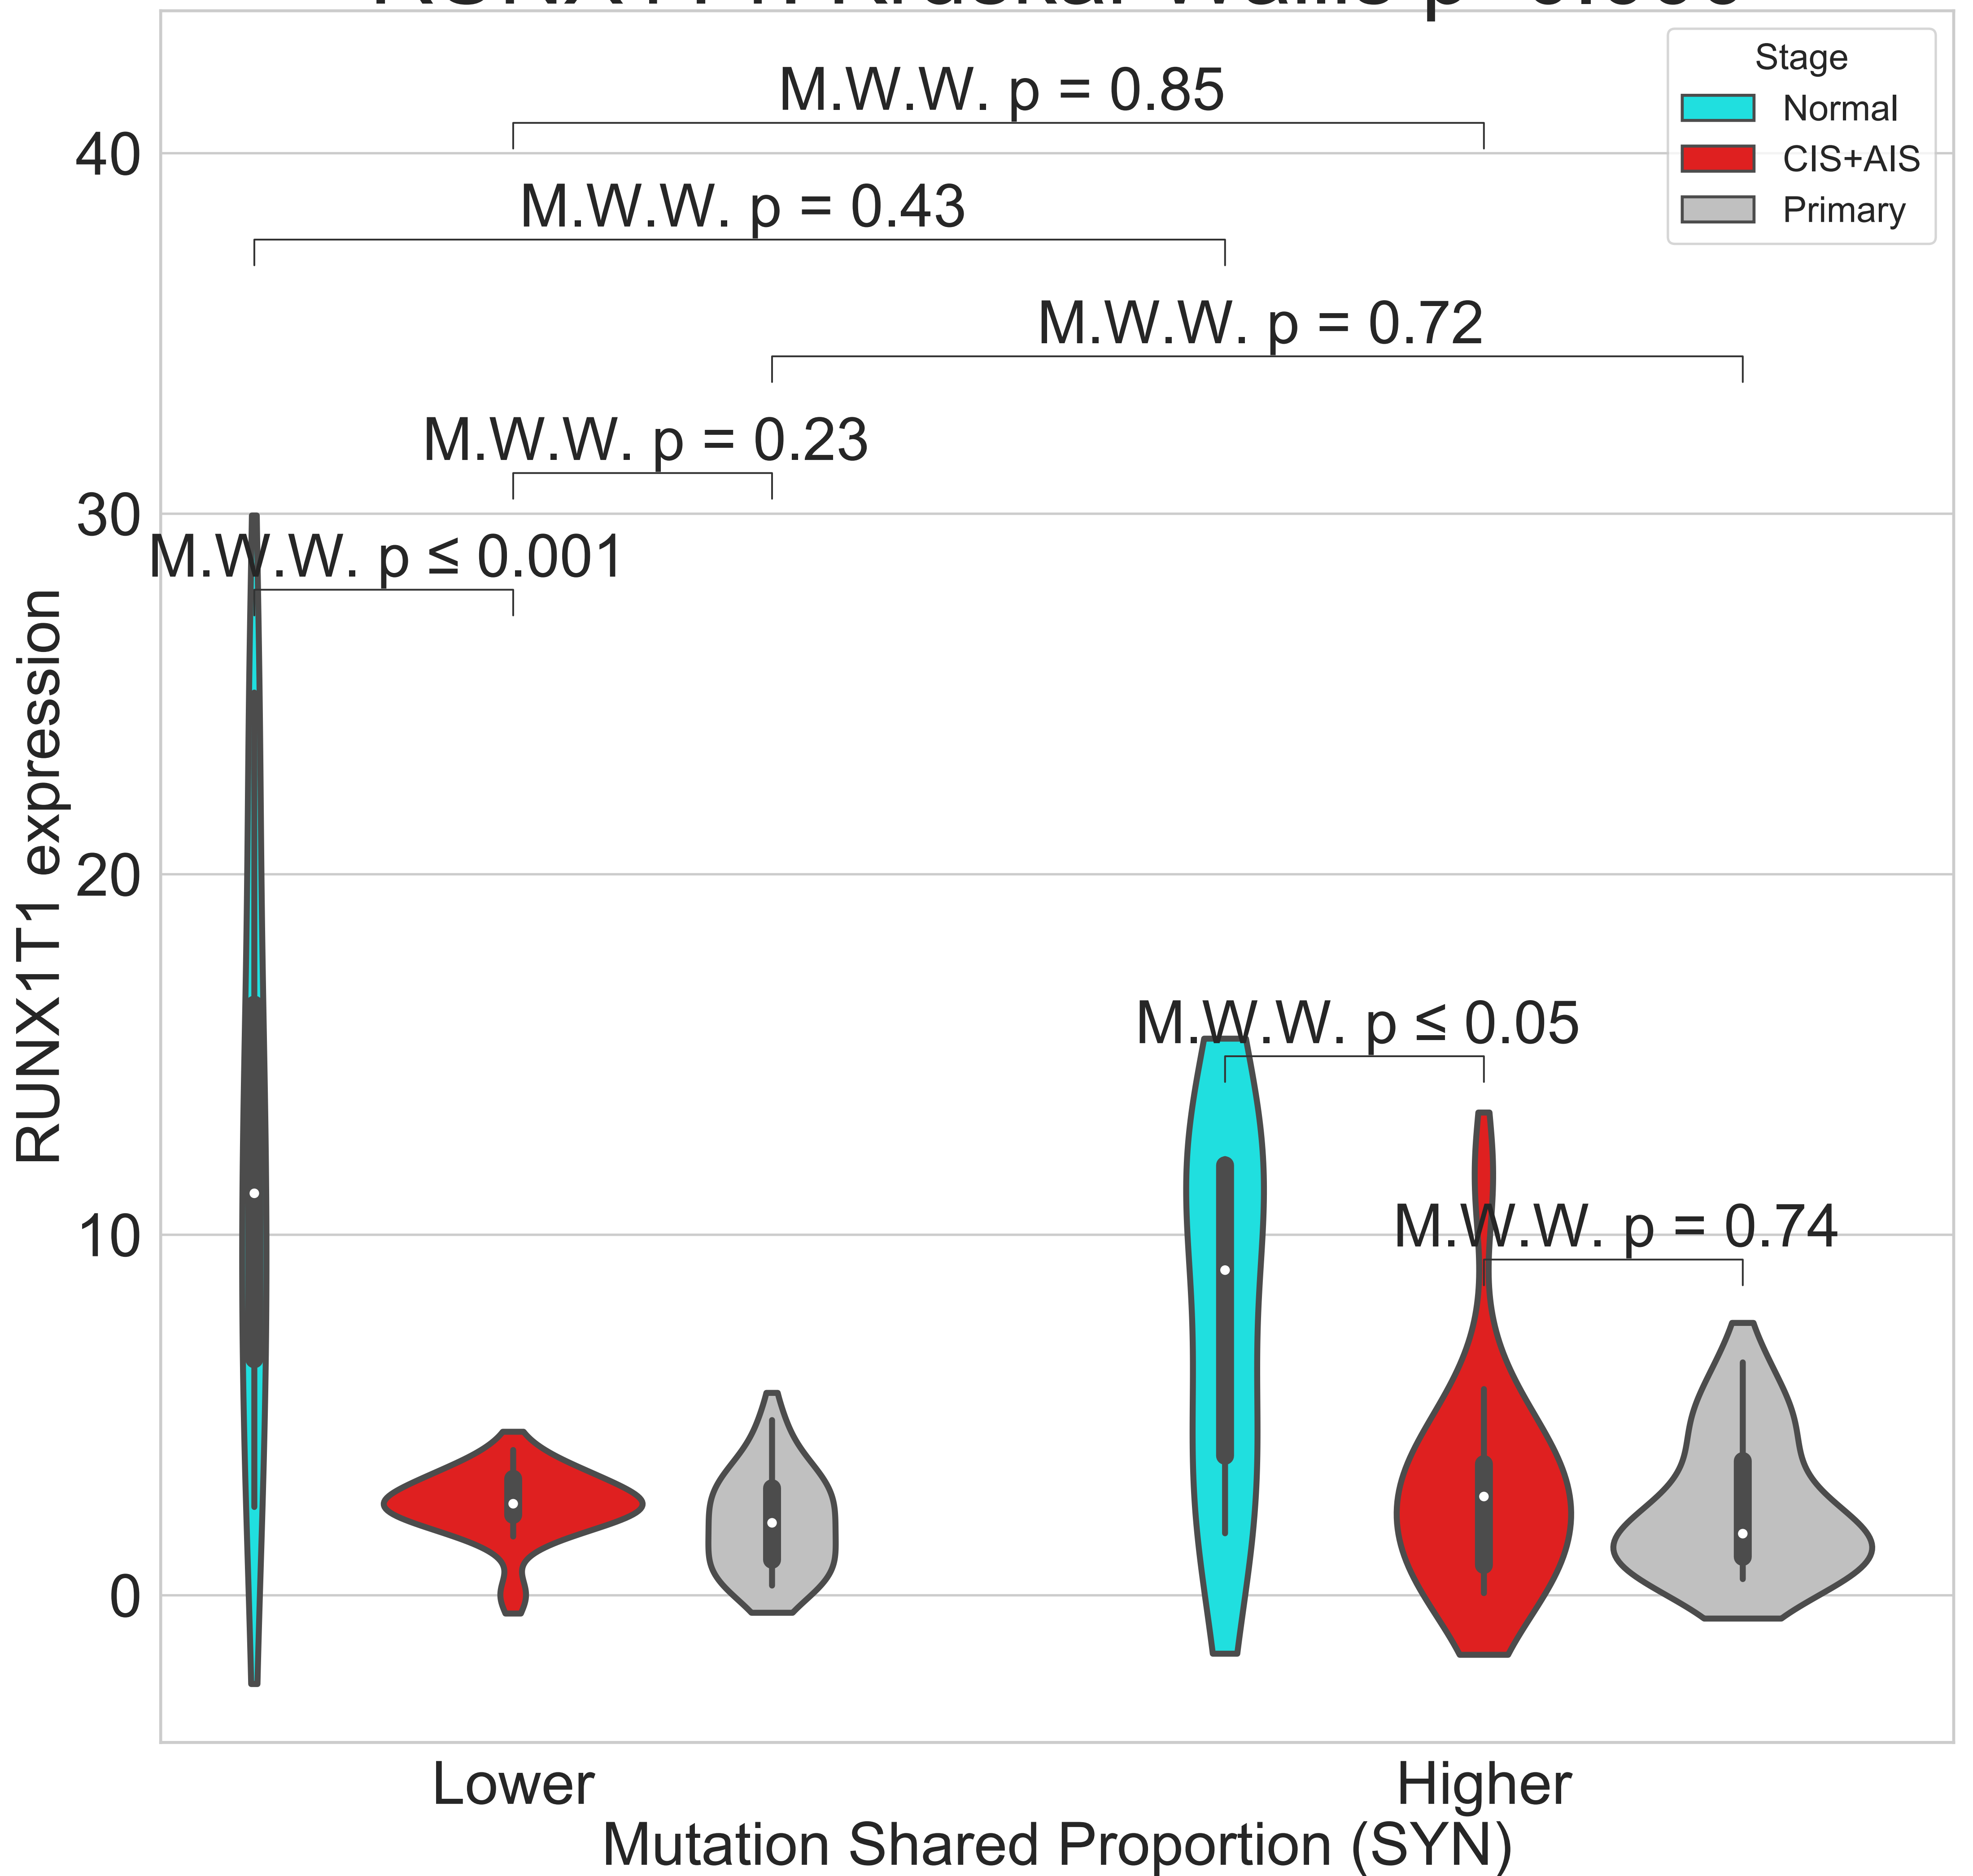 Stage
Normal
CIS+AIS
Primary
M.W.W. p = 0.85
M.W.W. p = 0.43
M.W.W. p = 0.72
M.W.W. p = 0.23
M.W.W. p ≤ 0.001
M.W.W. p ≤ 0.05
M.W.W. p = 0.74
40
30
20
10
0
RUNX1T1 expression
Lower
Higher
Mutation Shared Proportion (SYN)